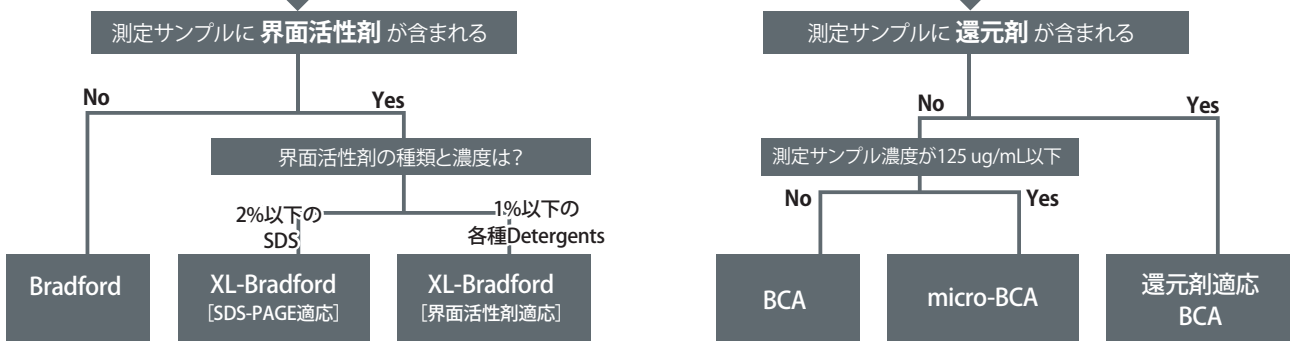 測定サンプルに 界面活性剤 が含まれる
No
Yes
界面活性剤の種類と濃度は？
2%以下の
SDS
1%以下の
各種Detergents
Bradford
XL-Bradford
［SDS-PAGE適応］
XL-Bradford
［界面活性剤適応］
測定サンプルに 還元剤 が含まれる
No
Yes
測定サンプル濃度が125 ug/mL以下
No
Yes
BCA
micro-BCA
還元剤適応
BCA